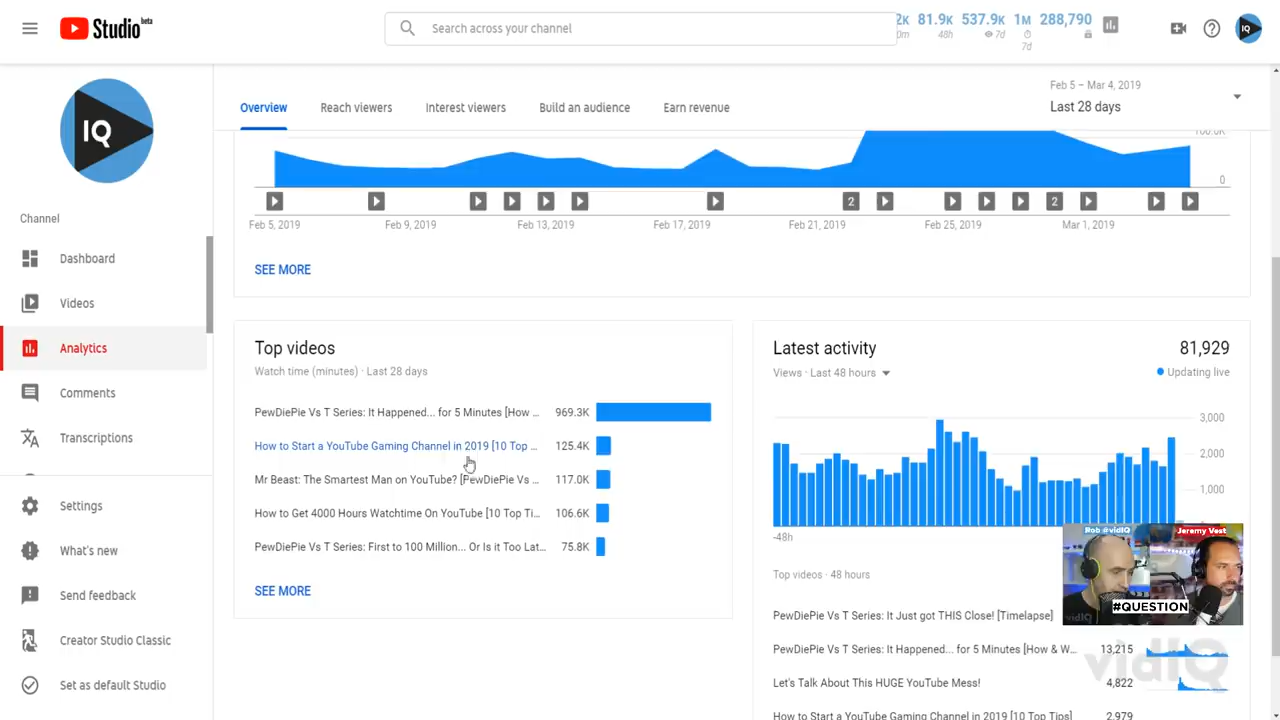 Studio beta
Search across your channel
2K 81.9K 537.9K 1M 288,790
0m 48h 7d 7d
IQ
Channel
Dashboard
Videos
Analytics
Comments
Transcriptions
Settings
What's new
Send feedback
Creator Studio Classic
Set as default Studio
Overview Reach viewers Interest viewers Build an audience Earn revenue
Feb 5 – Mar 4, 2019
Last 28 days
100.0K
0
2 2
Feb 5, 2019 Feb 9, 2019 Feb 13, 2019 Feb 17, 2019 Feb 21, 2019 Feb 25, 2019 Mar 1, 2019
SEE MORE
Top videos
Watch time (minutes) · Last 28 days
PewDiePie Vs T Series: It Happened... for 5 Minutes [How ... 969.3K
How to Start a YouTube Gaming Channel in 2019 [10 Top ... 125.4K
Mr Beast: The Smartest Man on YouTube? [PewDiePie Vs ... 117.0K
How to Get 4000 Hours Watchtime On YouTube [10 Top Ti... 106.6K
PewDiePie Vs T Series: First to 100 Million... Or Is it Too Lat... 75.8K
SEE MORE
Latest activity 81,929
Views · Last 48 hours Updating live
3,000
2,000
1,000
-48h
Top videos · 48 hours
PewDiePie Vs T Series: It Just got THIS Close! [Timelapse]
PewDiePie Vs T Series: It Happened... for 5 Minutes [How & W... 13,215
Let's Talk About This HUGE YouTube Mess! 4,822
How to Start a YouTube Gaming Channel in 2019 [10 Top Tips] 2,979
Rob @vidIQ Jeremy Vest
#QUESTION
vidIQ
vidIQ
IQ